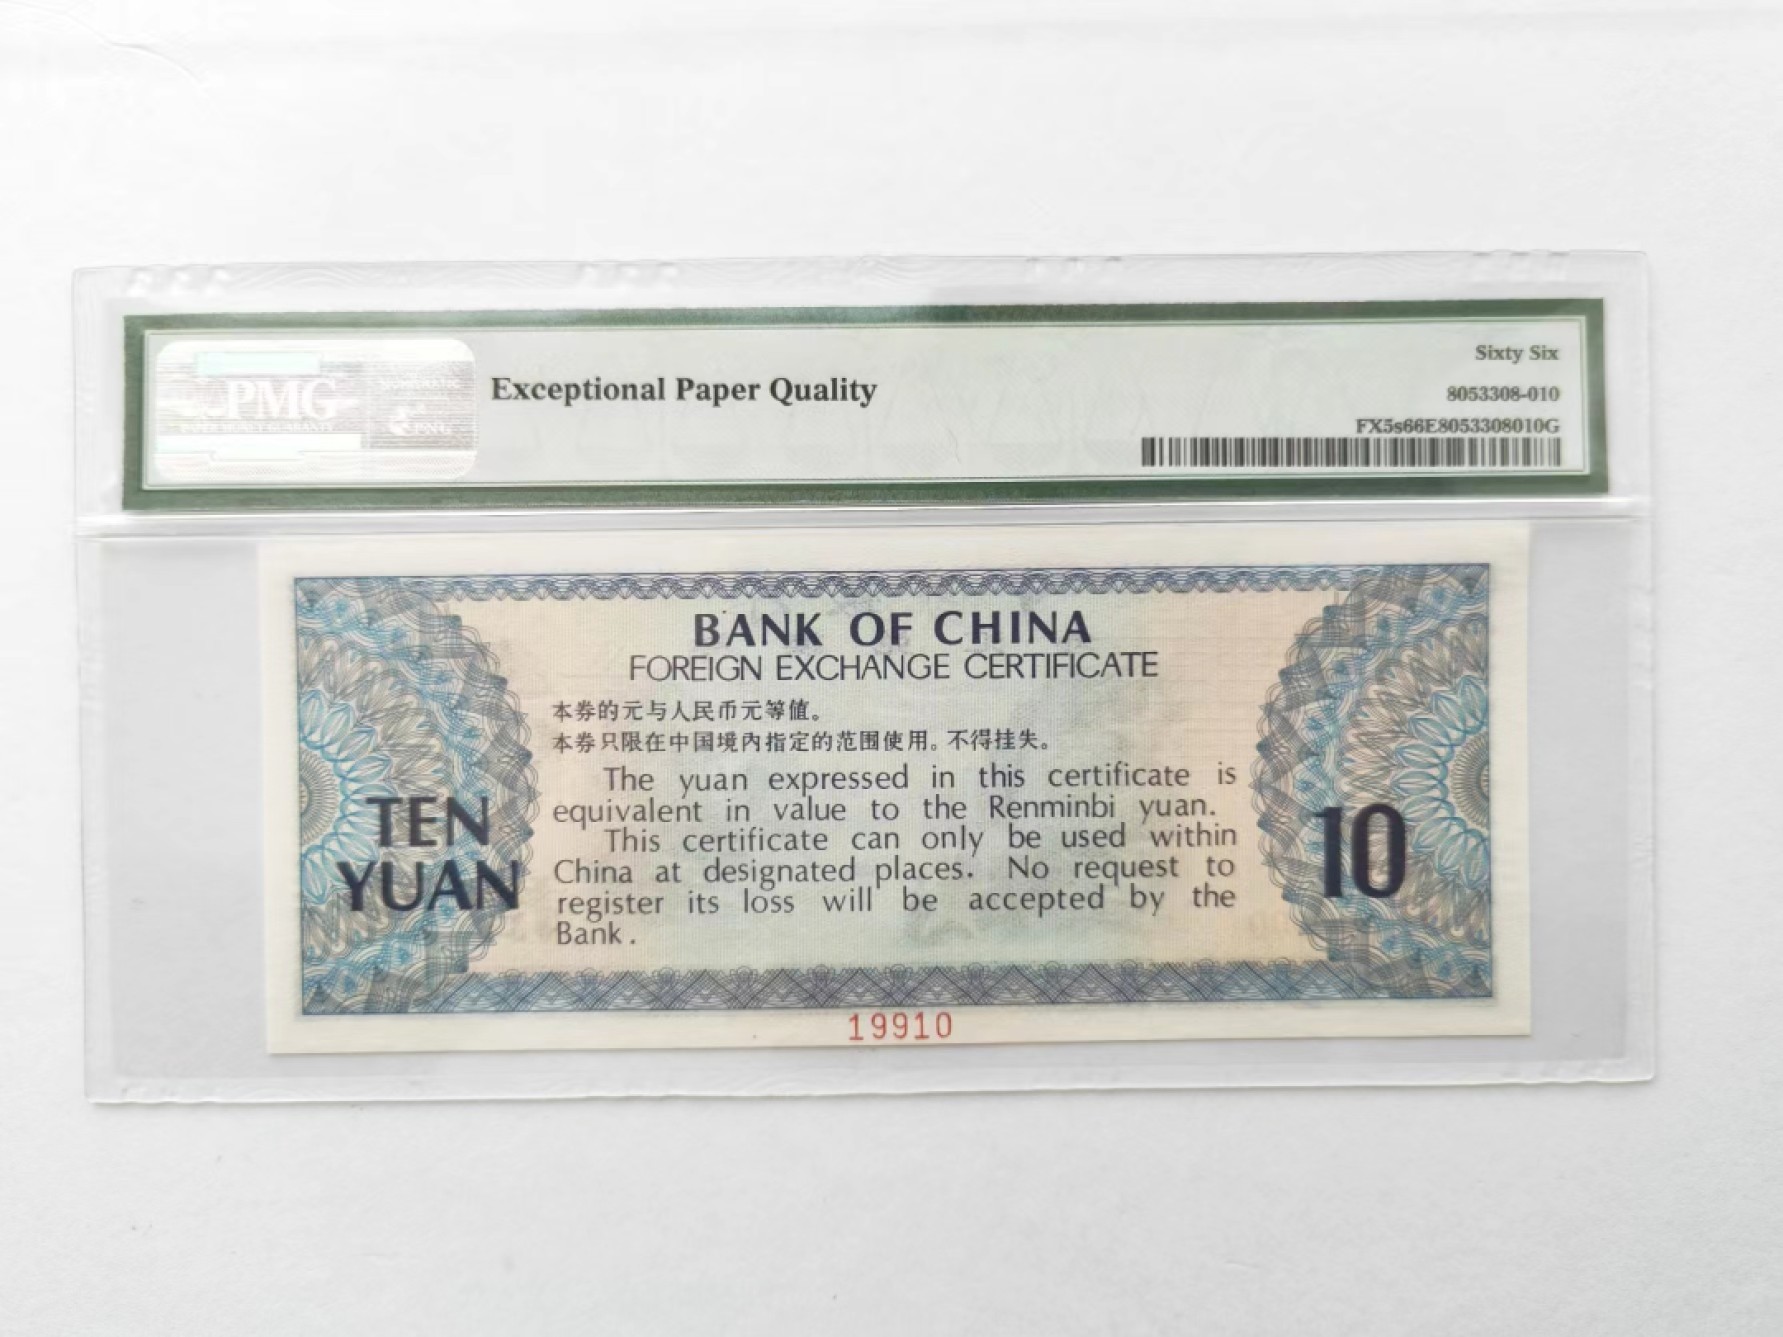 Sixty Six
PMG
PAPER MONEY GUARANTY
PNG
Exceptional Paper Quality
8053308-010
FX5s66E8053308010G
BANK OF CHINA
FOREIGN EXCHANGE CERTIFICATE
本券的元与人民币元等值。
本券只限在中国境内指定的范围使用。不得挂失。
The yuan expressed in this certificate is
equivalent in value to the Renminbi yuan.
This certificate can only be used within
China at designated places. No request to
register its loss will be accepted by the
Bank.
TEN
YUAN
10
19910